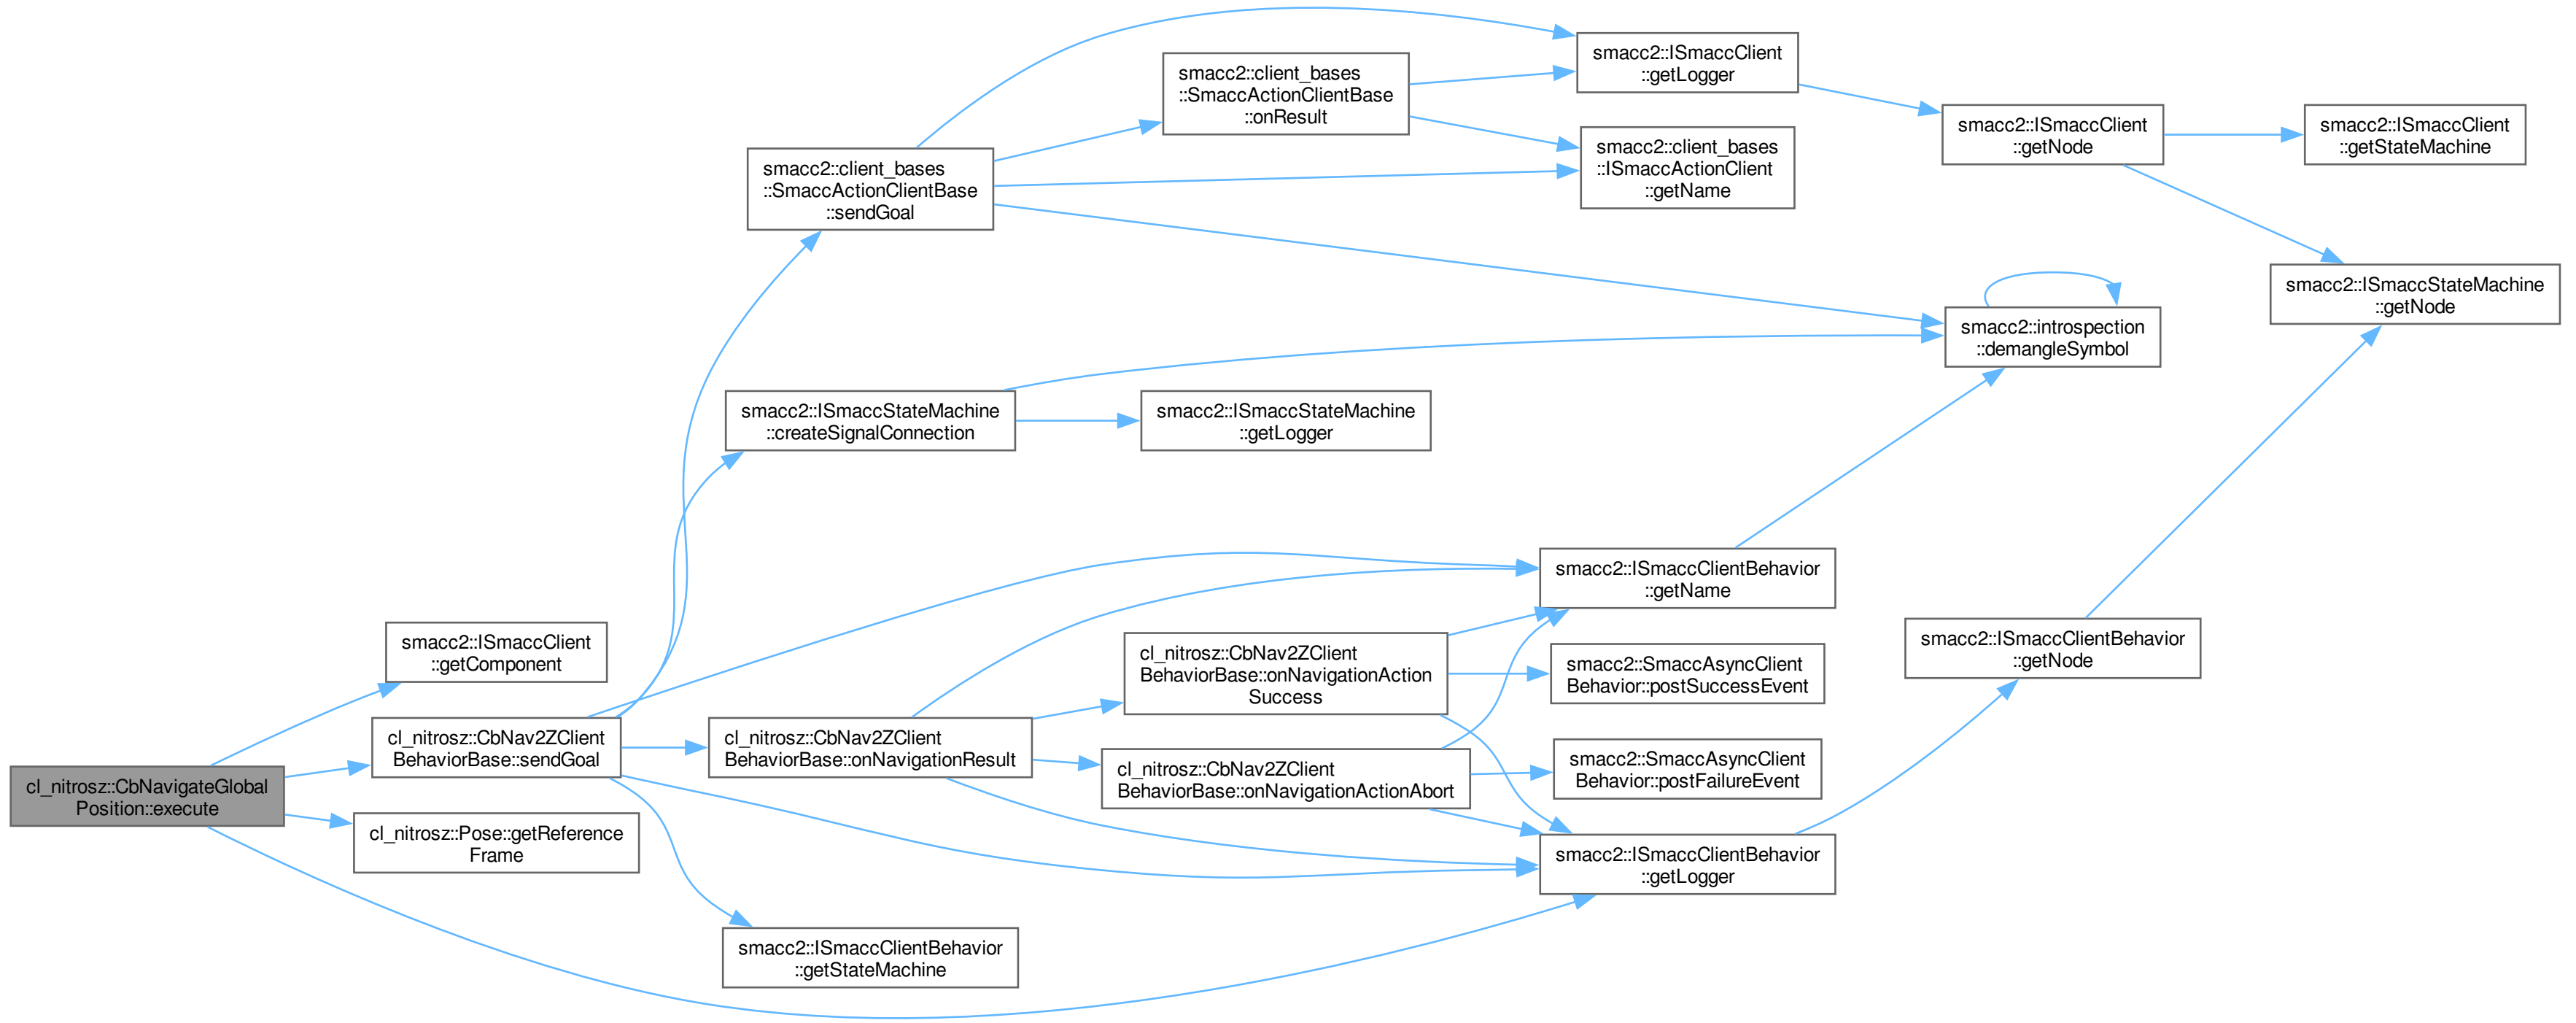 smacc2::ISmaccClient
::getLogger
smacc2::client_bases
::SmaccActionClientBase
::onResult
smacc2::ISmaccClient
::getNode
smacc2::ISmaccClient
::getStateMachine
smacc2::client_bases
::ISmaccActionClient
::getName
smacc2::client_bases
::SmaccActionClientBase
::sendGoal
smacc2::ISmaccStateMachine
::getNode
smacc2::introspection
::demangleSymbol
smacc2::ISmaccStateMachine
::createSignalConnection
smacc2::ISmaccStateMachine
::getLogger
smacc2::ISmaccClientBehavior
::getName
smacc2::ISmaccClient
::getComponent
cl_nitrosz::CbNav2ZClient
BehaviorBase::onNavigationAction
Success
smacc2::SmaccAsyncClient
Behavior::postSuccessEvent
smacc2::ISmaccClientBehavior
::getNode
cl_nitrosz::CbNav2ZClient
BehaviorBase::sendGoal
cl_nitrosz::CbNav2ZClient
BehaviorBase::onNavigationResult
cl_nitrosz::CbNav2ZClient
BehaviorBase::onNavigationActionAbort
smacc2::SmaccAsyncClient
Behavior::postFailureEvent
cl_nitrosz::CbNavigateGlobal
Position::execute
cl_nitrosz::Pose::getReference
Frame
smacc2::ISmaccClientBehavior
::getLogger
smacc2::ISmaccClientBehavior
::getStateMachine